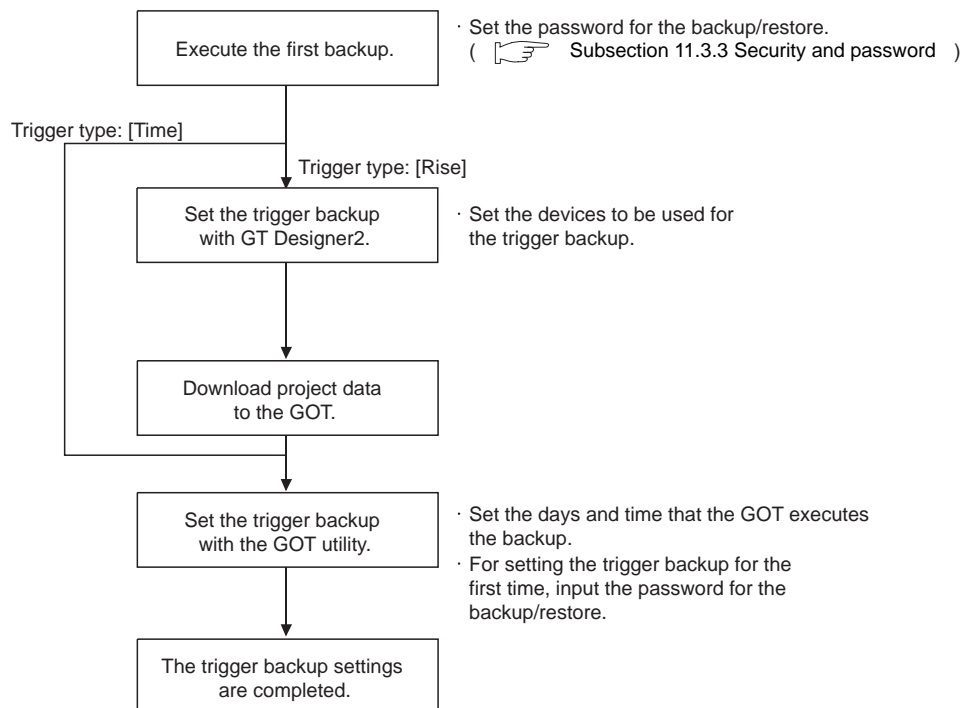 Execute the first backup.
· Set the password for the backup/restore.
( Subsection 11.3.3 Security and password )
Trigger type: [Time]
Trigger type: [Rise]
Set the trigger backup
with GT Designer2.
· Set the devices to be used for
the trigger backup.
Download project data
to the GOT.
Set the trigger backup
with the GOT utility.
· Set the days and time that the GOT executes
the backup.
· For setting the trigger backup for the
first time, input the password for the
backup/restore.
The trigger backup settings
are completed.